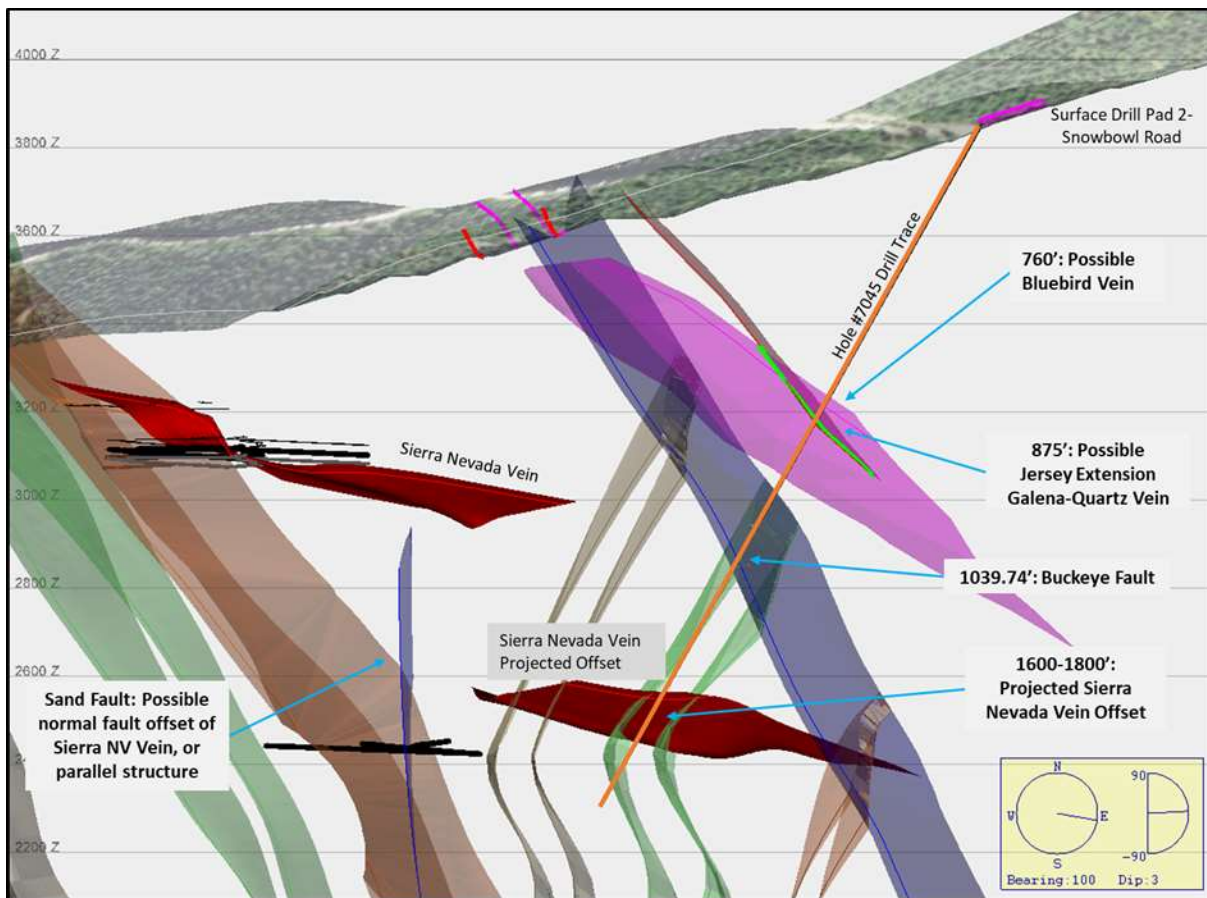 4000 Z
3800 Z
3600 Z
3200 Z
3000 Z
2800 Z
2600 Z
2200 Z
Surface Drill Pad 2-
Snowbowl Road
Hole #7045 Drill Trace
760’: Possible
Bluebird Vein
875’: Possible
Jersey Extension
Galena-Quartz Vein
Sierra Nevada Vein
1039.74’: Buckeye Fault
Sierra Nevada Vein
Projected Offset
1600-1800’:
Projected Sierra
Nevada Vein Offset
Sand Fault: Possible
normal fault offset of
Sierra NV Vein, or
parallel structure
N
W
E
S
90
-90
Bearing:100 Dip:3